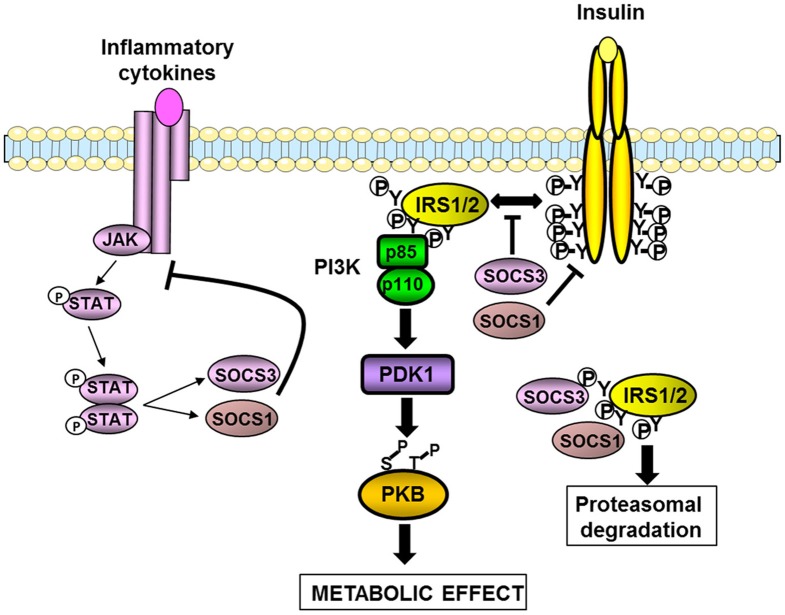 Insulin
Inflammatory
cytokines
P
Y
IRS1/2
P
Y
Y
P
P-Y
Y-P
P-Y
Y-P
P-Y
Y-P
P-Y
Y-P
JAK
p85
PI3K
p110
SOCS3
SOCS1
P
STAT
PDK1
P
STAT
P
STAT
SOCS3
SOCS1
P
SOCS3
Y
IRS1/2
P
Y
Y
P
SOCS1
P
S
P
T
PKB
Proteasomal
degradation
METABOLIC EFFECT